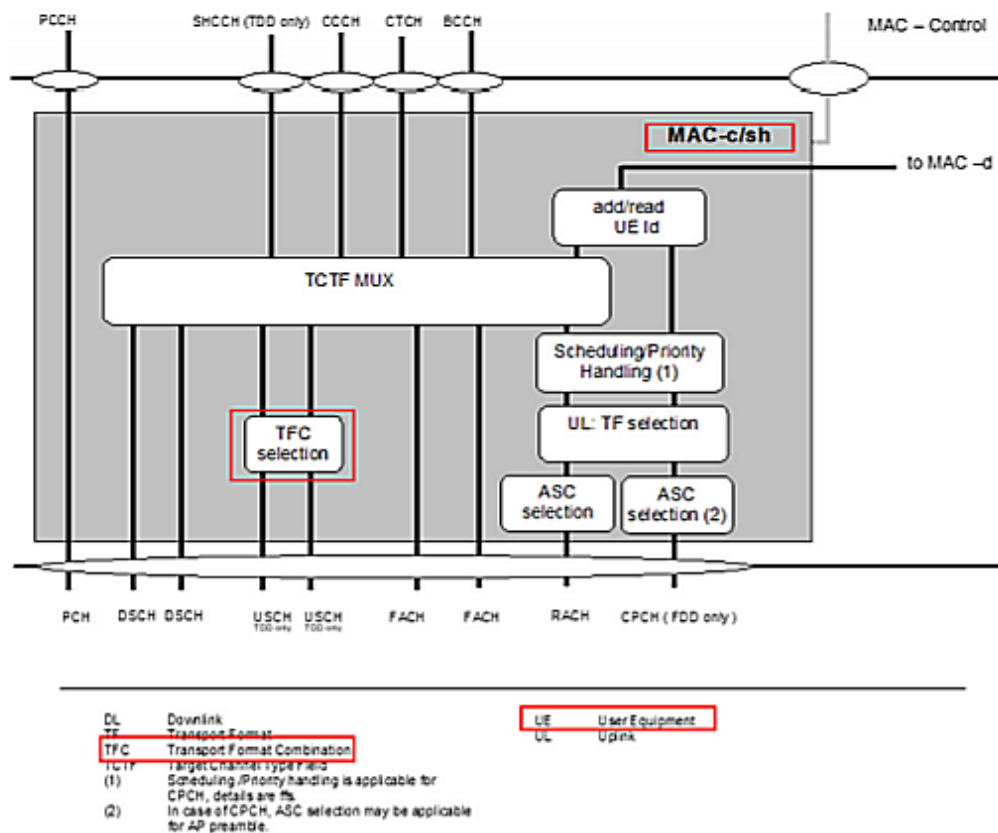 PCCH SHCCH (TDD only) CCCH CTCH BCCH MAC – Control
MAC-c/sh
to MAC –d
add/read
UE Id
TCTF MUX
Scheduling/Priority
Handling (1)
UL: TF selection
TFC
selection
ASC
selection
ASC
selection (2)
PCH DSCH DSCH USCH USCH FACH FACH RACH CPCH ( FDD only )
TDD only TDD only
DL Downlink
TF Transport Format
TFC Transport Format Combination
TCTF Target Channel Type Field
(1) Scheduling /Priority handling is applicable for
CPCH, details are ffs.
(2) In case of CPCH, ASC selection may be applicable
for AP preamble.
UE User Equipment
UL Uplink